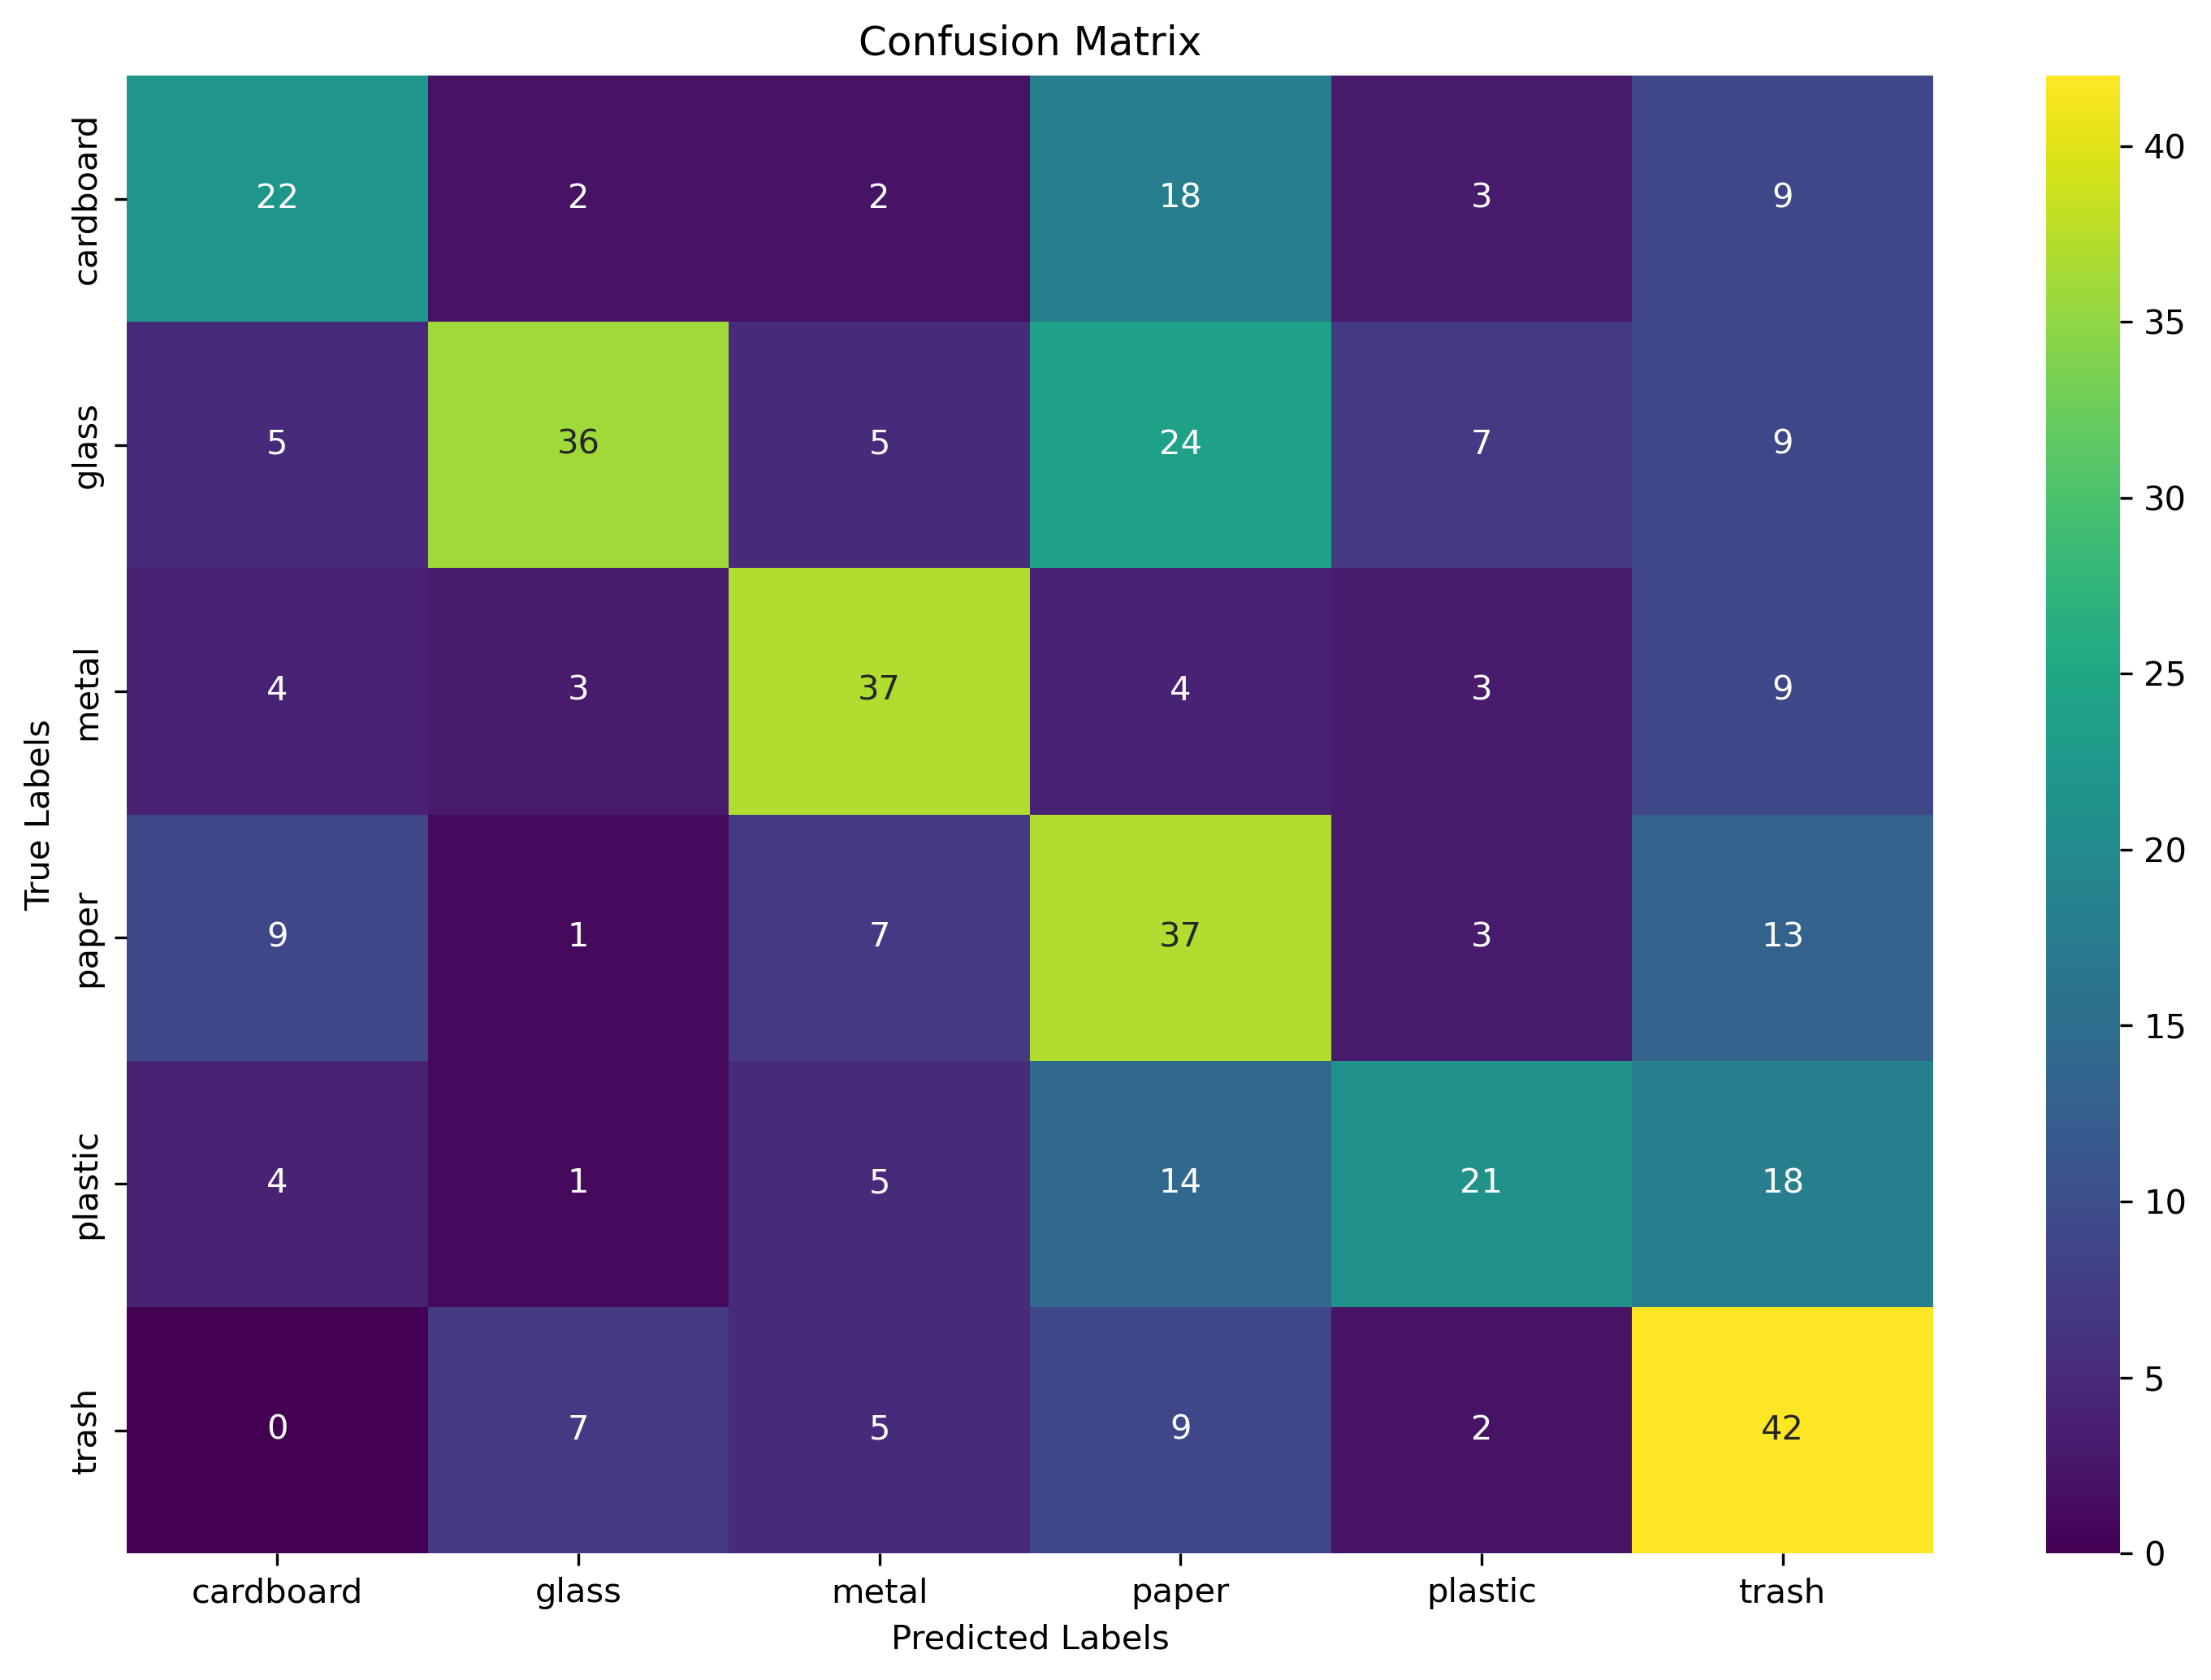 Confusion Matrix
True Labels
cardboard 22 2 2 18 3 9
glass 5 36 5 24 7 9
metal 4 3 37 4 3 9
paper 9 1 7 37 3 13
plastic 4 1 5 14 21 18
trash 0 7 5 9 2 42
cardboard glass metal paper plastic trash
Predicted Labels
40
35
30
25
20
15
10
5
0